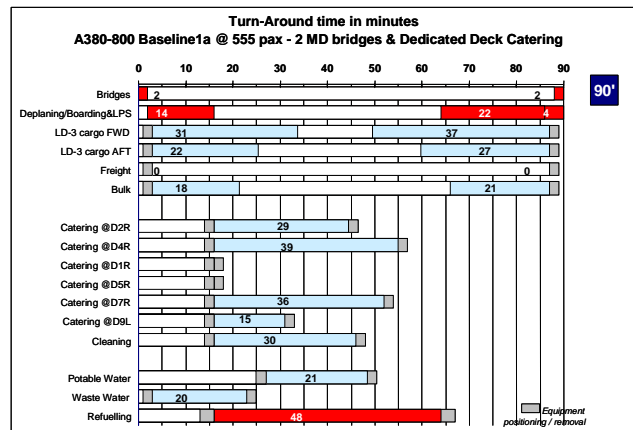 Turn-Around time in minutes
A380-800 Baseline1a @ 555 pax - 2 MD bridges & Dedicated Deck Catering
0 10 20 30 40 50 60 70 80 90
90'
Bridges 2 2
Deplaning/Boarding&LPS 14 22 4
LD-3 cargo FWD 31 37
LD-3 cargo AFT 22 27
Freight 0 0
Bulk 18 21
Catering @D2R 29
Catering @D4R 39
Catering @D1R
Catering @D5R
Catering @D7R 36
Catering @D9L 15
Cleaning 30
Potable Water 21
Waste Water 20
Refuelling 48
Equipment
positioning / removal